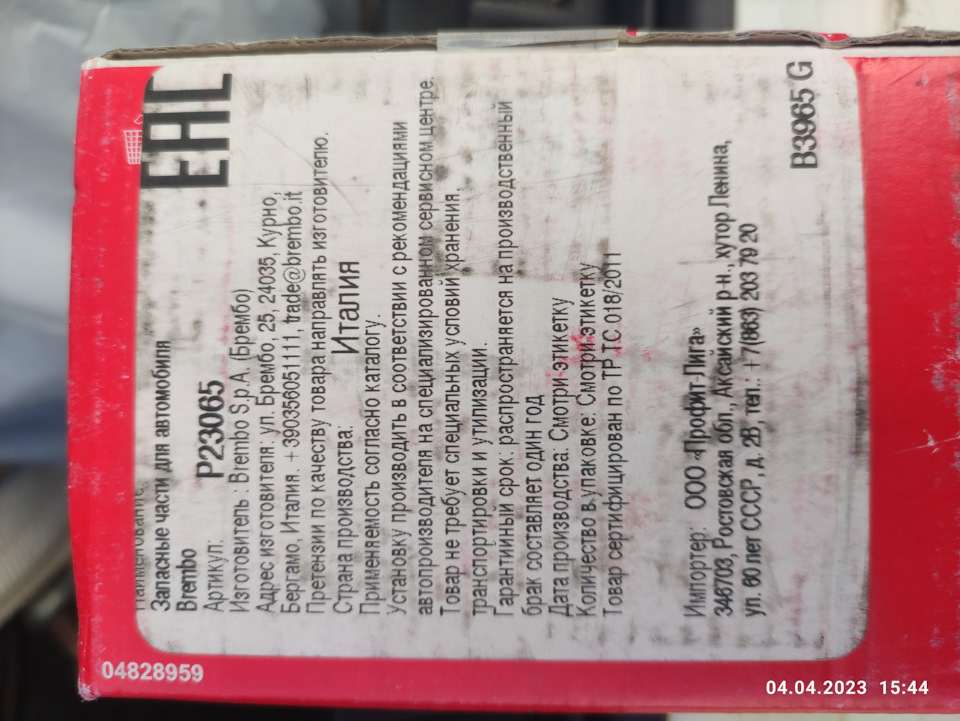 EAC
Наименование
Запасные части для автомобиля
Brembo
Артикул: P23065
Изготовитель: Brembo S.p.A. (Брембо)
Адрес изготовителя: ул. Брембо, 25, 24035, Курно,
Бергамо, Италия. +390356051111, trade@brembo.it
Претензии по качеству товара направлять изготовителю.
Страна производства: Италия
Применяемость согласно каталогу.
Установку производить в соответствии с рекомендациями
автопроизводителя на специализированном сервисном центре.
Товар не требует специальных условий хранения,
транспортировки и утилизации.
Гарантийный срок: распространяется на производственный
брак составляет один год
Дата производства: Смотри этикетку
Количество в упаковке: Смотри этикетку
Товар сертифицирован по ТР ТС 018/2011
Импортер: ООО «Профит-Лига»
346703, Ростовская обл., Аксайский р-н., хутор Ленина,
ул. 60 лет СССР, д. 2В, тел.: +7(863) 203 79 20
B3965 G
04828959
04.04.2023 15:44